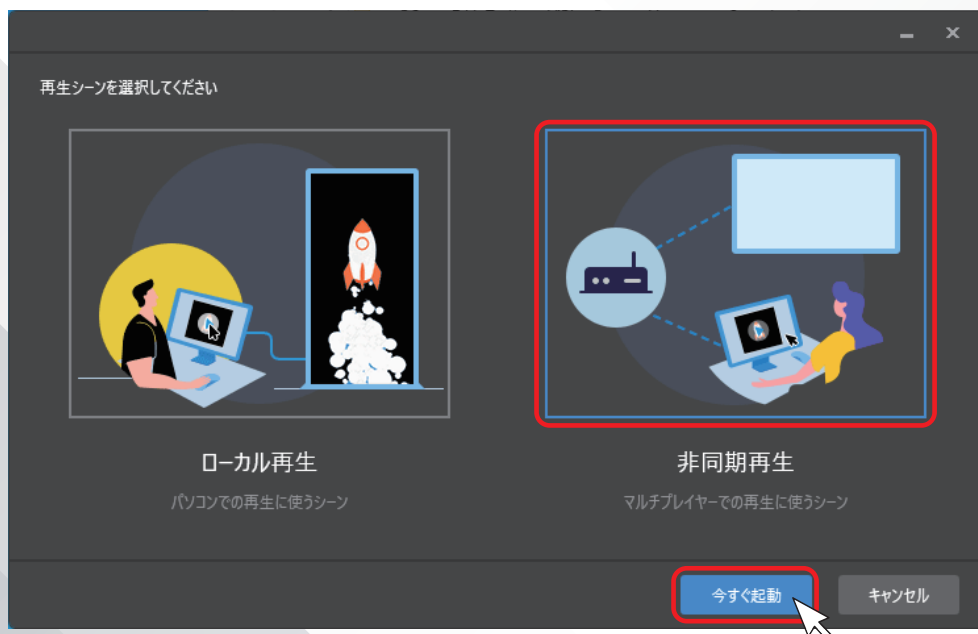 再生シーンを選択してください
ローカル再生
パソコンでの再生に使うシーン
非同期再生
マルチプレイヤーでの再生に使うシーン
今すぐ起動
キャンセル